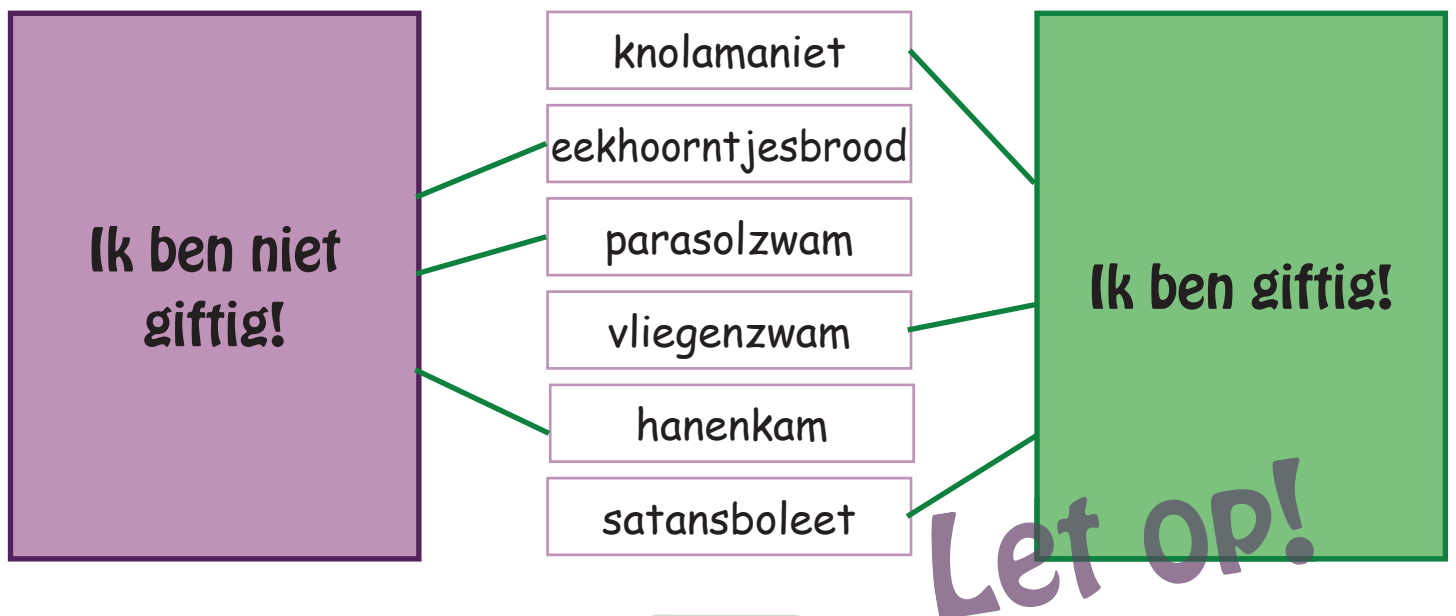 Ik ben niet
giftig!
knolamaniet
eekhoorntjesbrood
parasolzwam
vliegenzwam
hanenkam
satansboleet
Ik ben giftig!
Let op!